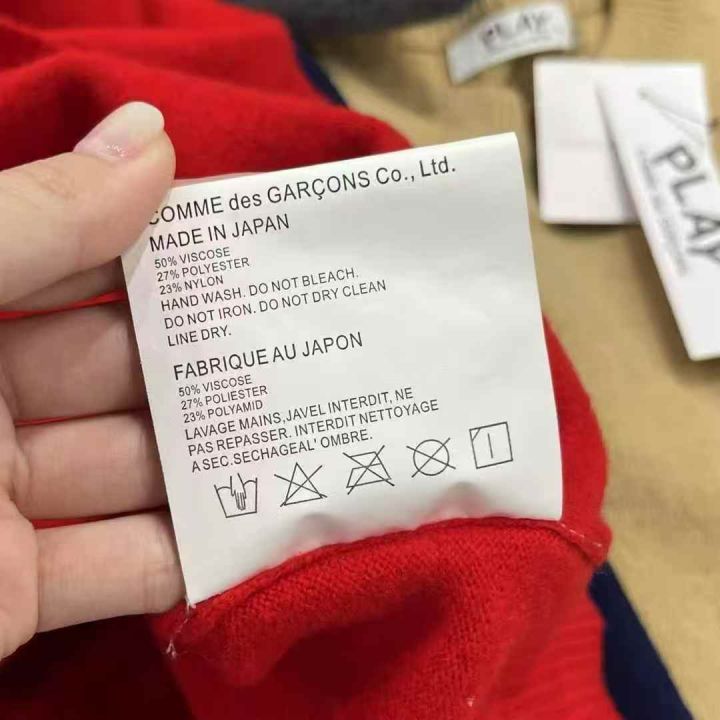 PLAY
PLAY
COMME des GARÇONS Co., Ltd.
MADE IN JAPAN
50% VISCOSE
27% POLYESTER
23% NYLON
HAND WASH. DO NOT BLEACH.
DO NOT IRON. DO NOT DRY CLEAN
LINE DRY.
FABRIQUE AU JAPON
50% VISCOSE
27% POLIESTER
23% POLYAMID
LAVAGE MAINS,JAVEL INTERDIT, NE
PAS REPASSER. INTERDIT NETTOYAGE
A SEC.SECHAGEAL' OMBRE.